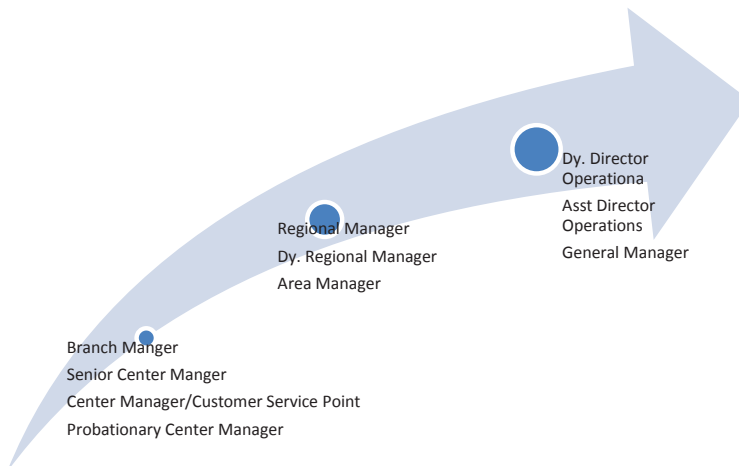 Dy. Director
Operationa
Asst Director
Operations
General Manager
Regional Manager
Dy. Regional Manager
Area Manager
Branch Manger
Senior Center Manger
Center Manager/Customer Service Point
Probationary Center Manager